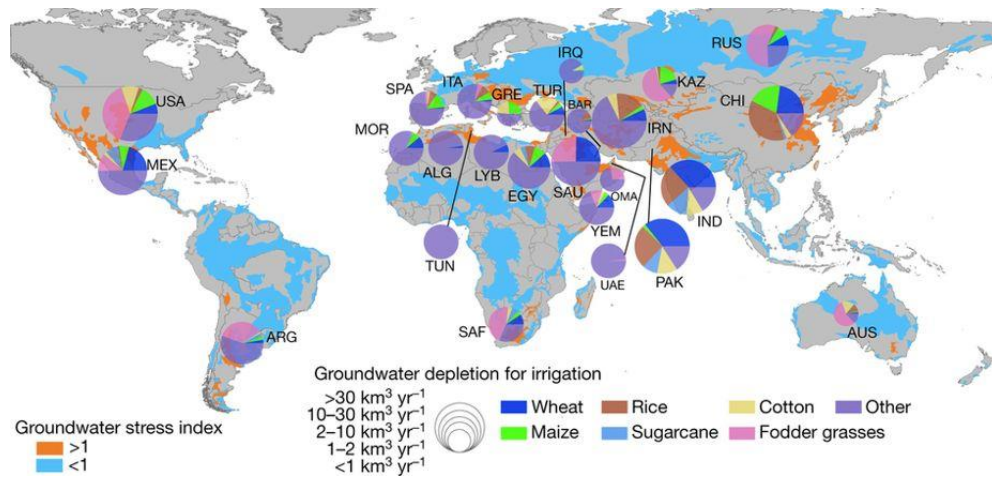 IRQ
RUS
SPA
ITA
GRE
TUR
BAR
KAZ
CHI
USA
IRN
MOR
MEX
ALG
LYB
EGY
SAU
OMA
IND
YEM
TUN
UAE
PAK
SAF
AUS
ARG
Groundwater depletion for irrigation
>30 km³ yr⁻¹
10–30 km³ yr⁻¹
2–10 km³ yr⁻¹
1–2 km³ yr⁻¹
<1 km³ yr⁻¹
Wheat Rice Cotton Other
Maize Sugarcane Fodder grasses
Groundwater stress index
>1
<1